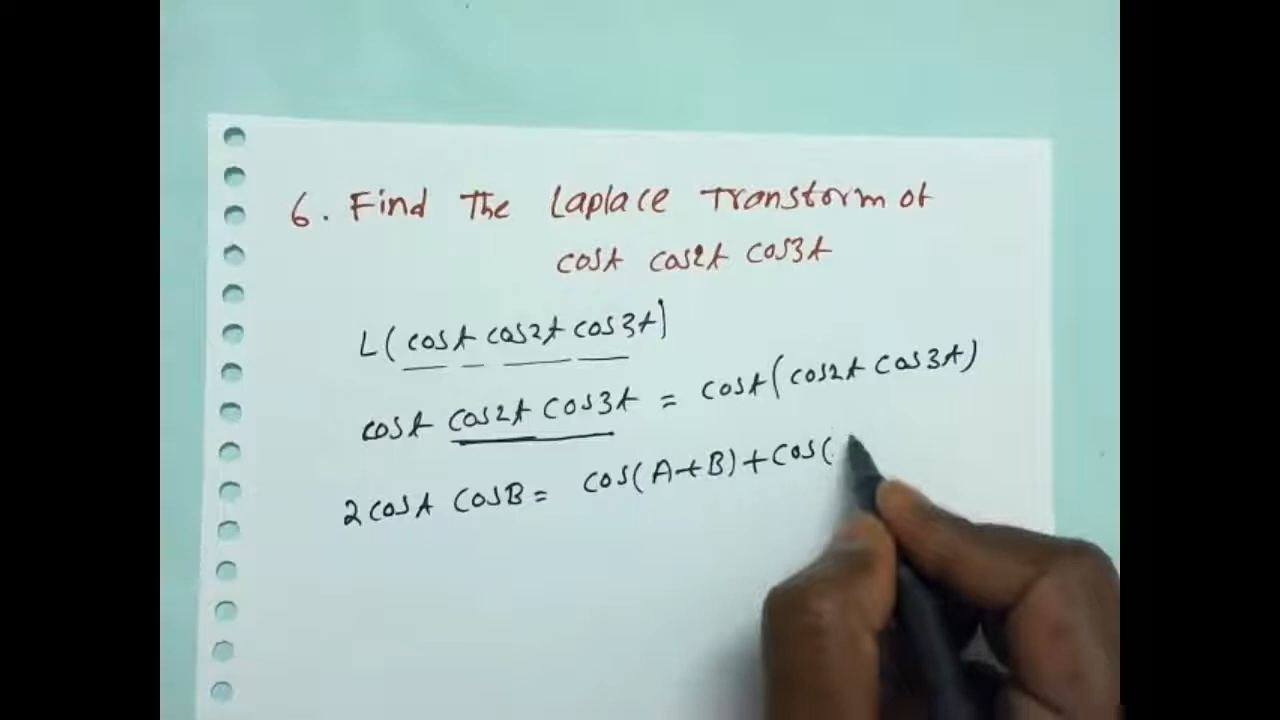 6. Find The Laplace Transform of
cost cos2t cos3t
L(cost cos2t cos3t)
cost cos2t cos3t = cost(cos2t cos3t)
2cosA cosB = cos(A+B)+cos(